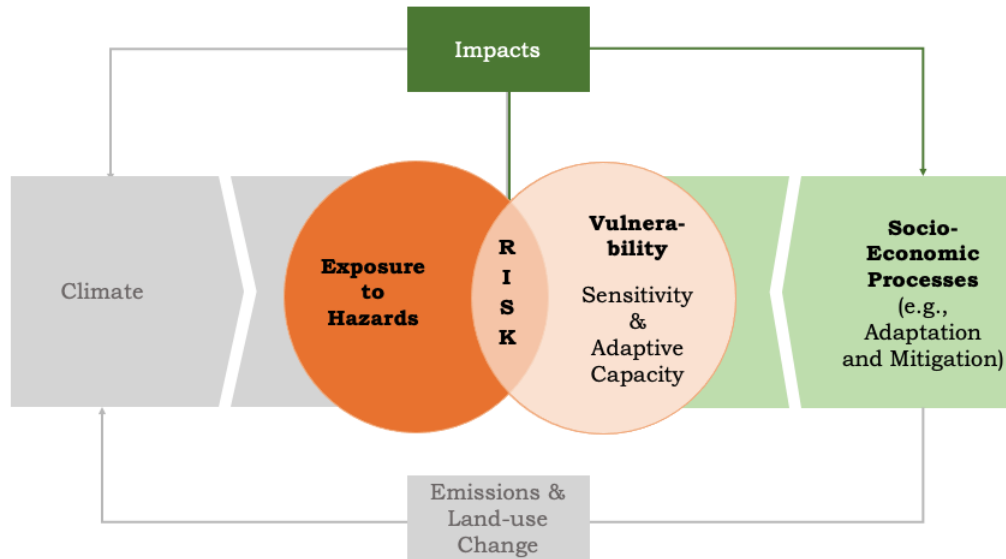 Impacts
Climate
Exposure
to
Hazards
R
I
S
K
Vulnera-
bility
Sensitivity
&
Adaptive
Capacity
Socio-
Economic
Processes
(e.g.,
Adaptation
and Mitigation)
Emissions &
Land-use
Change